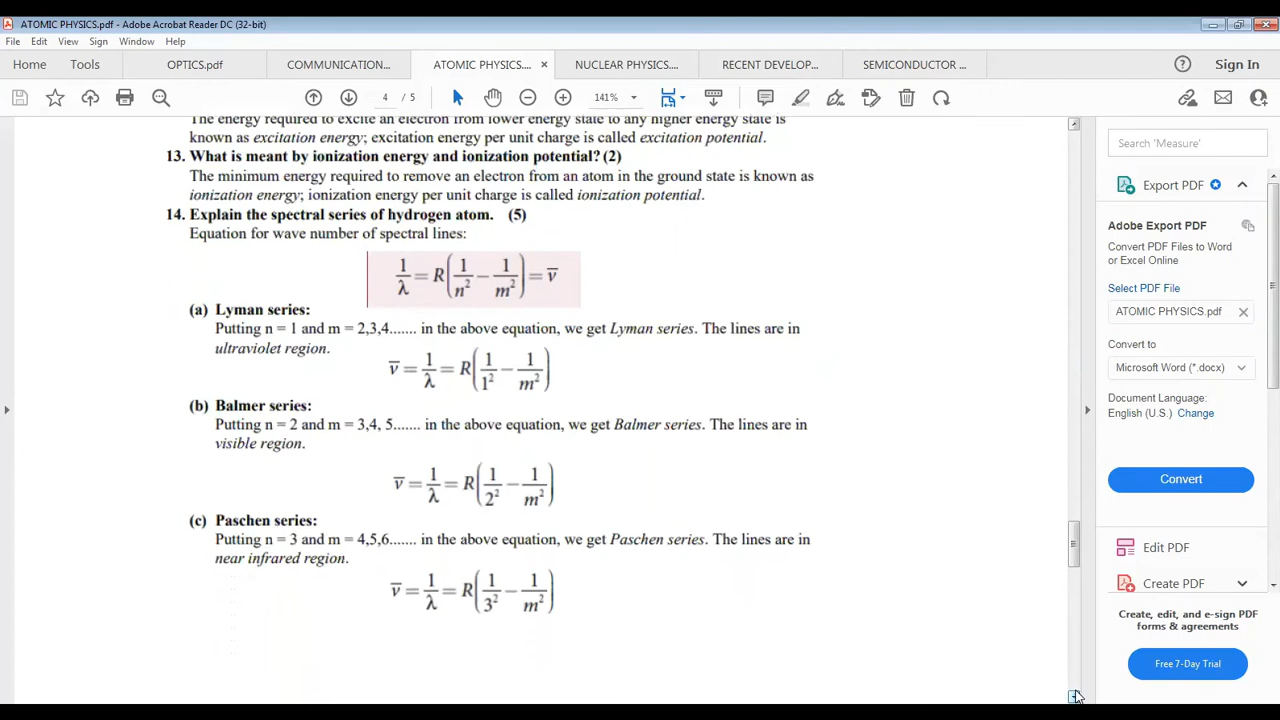 ATOMIC PHYSICS.pdf - Adobe Acrobat Reader DC (32-bit)
File Edit View Sign Window Help
Home Tools OPTICS.pdf COMMUNICATION... ATOMIC PHYSICS.... × NUCLEAR PHYSICS.... RECENT DEVELOP... SEMICONDUCTOR ... Sign In
4 / 5 141%
The energy required to excite an electron from lower energy state to any higher energy state is
known as excitation energy; excitation energy per unit charge is called excitation potential.
13. What is meant by ionization energy and ionization potential? (2)
The minimum energy required to remove an electron from an atom in the ground state is known as
ionization energy; ionization energy per unit charge is called ionization potential.
14. Explain the spectral series of hydrogen atom. (5)
Equation for wave number of spectral lines:
1/λ = R(1/n² − 1/m²) = ν̅
(a) Lyman series:
Putting n = 1 and m = 2,3,4....... in the above equation, we get Lyman series. The lines are in
ultraviolet region.
ν̅ = 1/λ = R(1/1² − 1/m²)
(b) Balmer series:
Putting n = 2 and m = 3,4, 5....... in the above equation, we get Balmer series. The lines are in
visible region.
ν̅ = 1/λ = R(1/2² − 1/m²)
(c) Paschen series:
Putting n = 3 and m = 4,5,6....... in the above equation, we get Paschen series. The lines are in
near infrared region.
ν̅ = 1/λ = R(1/3² − 1/m²)
Search 'Measure'
Export PDF
Adobe Export PDF
Convert PDF Files to Word
or Excel Online
Select PDF File
ATOMIC PHYSICS.pdf
Convert to
Microsoft Word (*.docx)
Document Language:
English (U.S.) Change
Convert
Edit PDF
Create PDF
Create, edit, and e-sign PDF
forms & agreements
Free 7-Day Trial